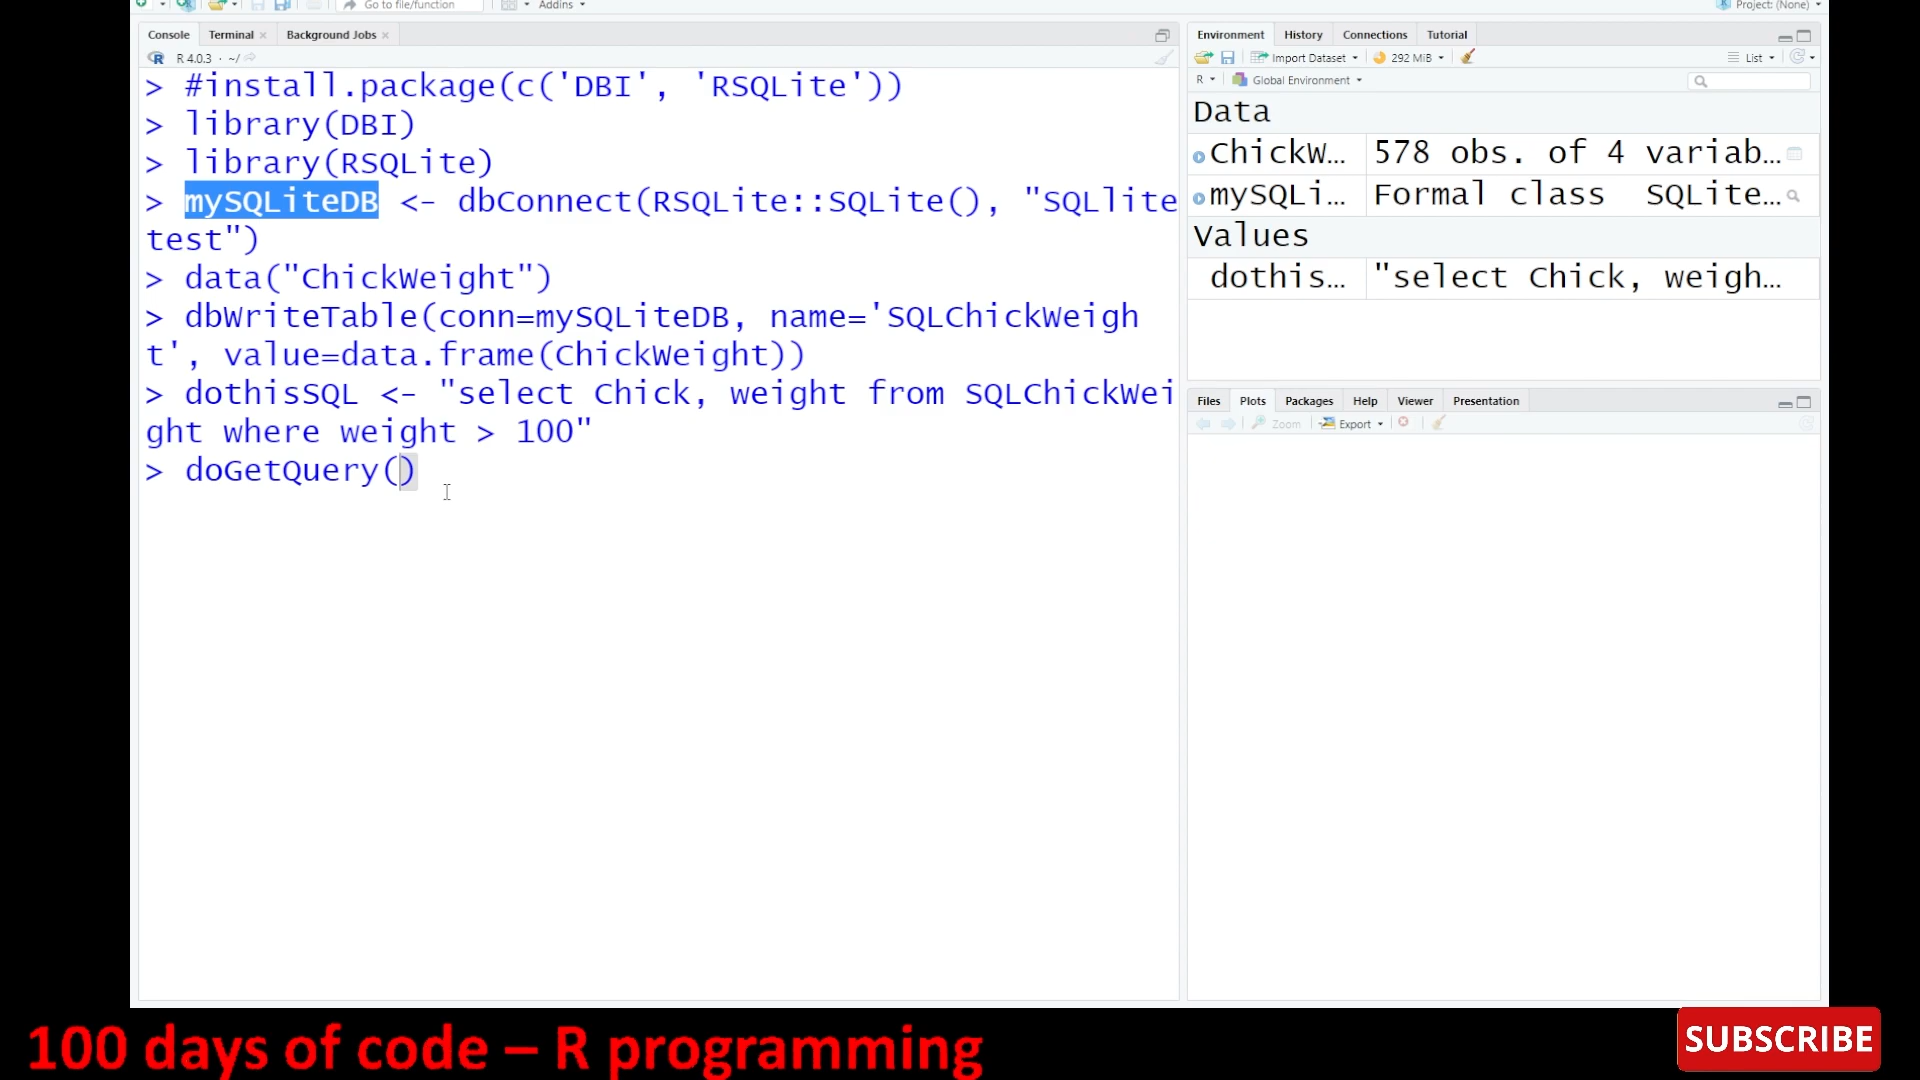 Go to file/function
Addins
Project: (None)
Console
Terminal
Background Jobs
R 4.0.3 · ~/
> #install.package(c('DBI', 'RSQLite'))
> library(DBI)
> library(RSQLite)
> mySQLiteDB <- dbConnect(RSQLite::SQLite(), "SQLlite
test")
> data("ChickWeight")
> dbWriteTable(conn=mySQLiteDB, name='SQLChickWeigh
t', value=data.frame(ChickWeight))
> dothisSQL <- "select Chick, weight from SQLChickWei
ght where weight > 100"
> doGetQuery()
Environment
History
Connections
Tutorial
Import Dataset
292 MiB
List
R
Global Environment
Data
ChickW... 578 obs. of 4 variab...
mySQLi... Formal class SQLite...
Values
dothis... "select Chick, weigh...
Files
Plots
Packages
Help
Viewer
Presentation
Zoom
Export
100 days of code – R programming
SUBSCRIBE